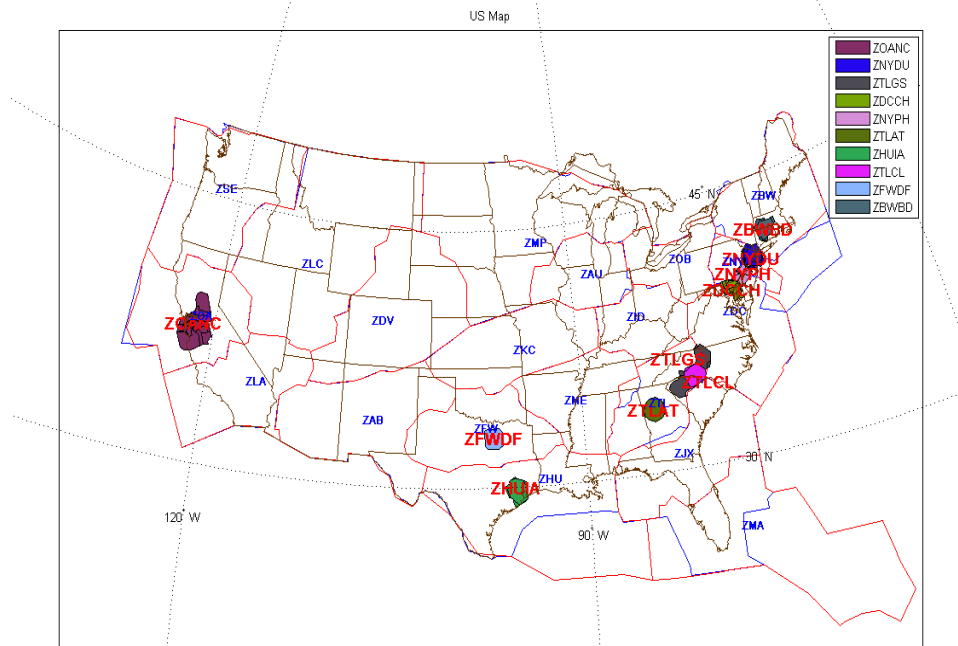 US Map
ZOANC
ZNYDU
ZTLGS
ZDCCH
ZNYPH
ZTLAT
ZHUIA
ZTLCL
ZFWDF
ZBWBD
45° N
ZSE
ZBW
ZBWBD
ZMP
ZLC
ZOB
ZNYDU
ZAU
ZNYPH
ZDCCH
ZDV
ZID
ZDC
ZOANC
ZKC
ZTLGS
ZLA
ZTLCL
ZME
ZTL
ZTLAT
ZAB
ZFW
ZFWDF
ZJX
30° N
ZHU
ZHUIA
120° W
ZMA
90° W